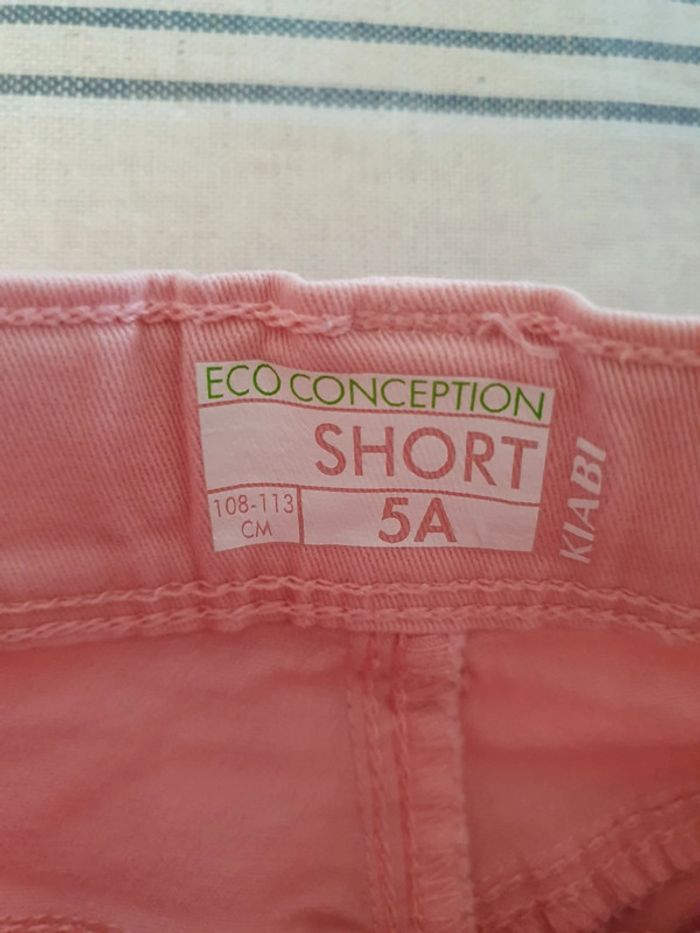 ECO CONCEPTION
SHORT
108-113
CM
5A
KIABI